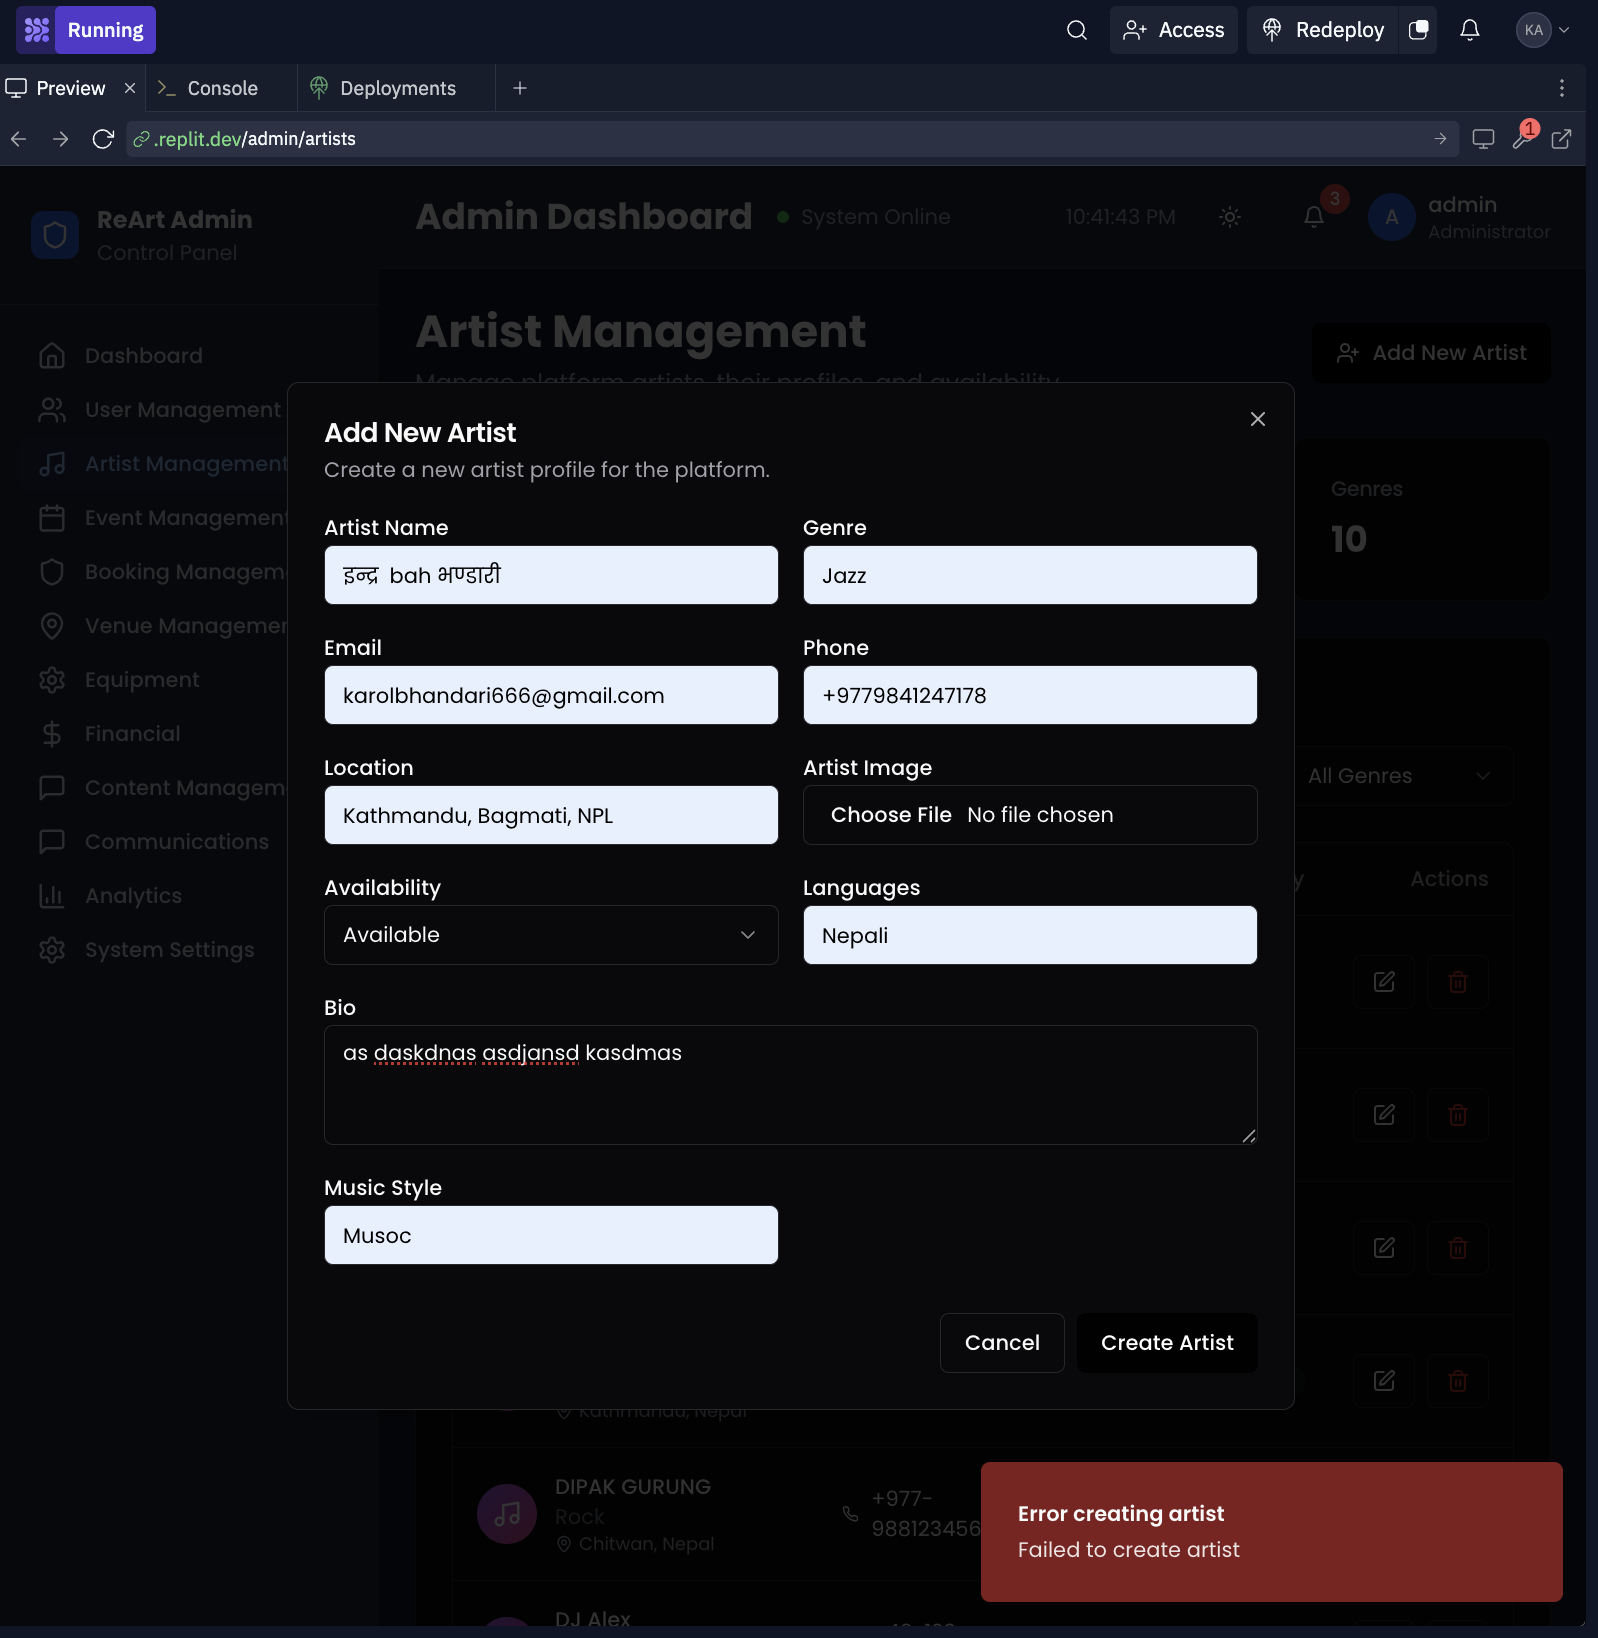 Running
Access
Redeploy
KA
Preview
Console
Deployments
.replit.dev/admin/artists
1
ReArt Admin
Control Panel
Admin Dashboard
System Online
10:41:43 PM
3
A
admin
Administrator
Dashboard
User Management
Artist Management
Event Management
Booking Managem
Venue Managemen
Equipment
Financial
Content Managem
Communications
Analytics
System Settings
Artist Management
Manage platform artists, their profiles, and availability
Add New Artist
Genres
10
All Genres
y
Actions
Add New Artist
Create a new artist profile for the platform.
Artist Name
इन्द्र bah भण्डारी
Genre
Jazz
Email
karolbhandari666@gmail.com
Phone
+9779841247178
Location
Kathmandu, Bagmati, NPL
Artist Image
Choose File No file chosen
Availability
Available
Languages
Nepali
Bio
as daskdnas asdjansd kasdmas
Music Style
Musoc
Cancel
Create Artist
Kathmandu, Nepal
DIPAK GURUNG
Rock
Chitwan, Nepal
+977-
988123456
DJ Alex
Error creating artist
Failed to create artist